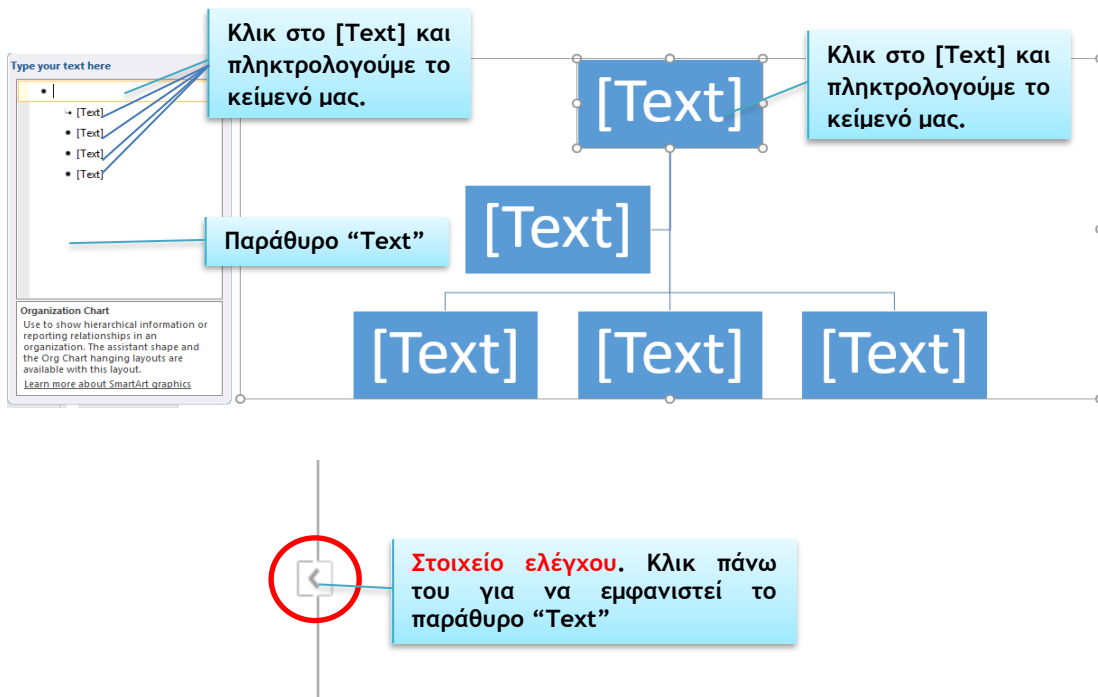 Κλικ στο [Text] και
πληκτρολογούμε το
κείμενό μας.
Κλικ στο [Text] και
πληκτρολογούμε το
κείμενό μας.
Type your text here
[Text]
[Text]
[Text]
[Text]
Παράθυρο “Text”
Organization Chart
Use to show hierarchical information or
reporting relationships in an
organization. The assistant shape and
the Org Chart hanging layouts are
available with this layout.
Learn more about SmartArt graphics
[Text]
[Text]
[Text] [Text] [Text]
Στοιχείο ελέγχου. Κλικ πάνω
του για να εμφανιστεί το
παράθυρο “Text”